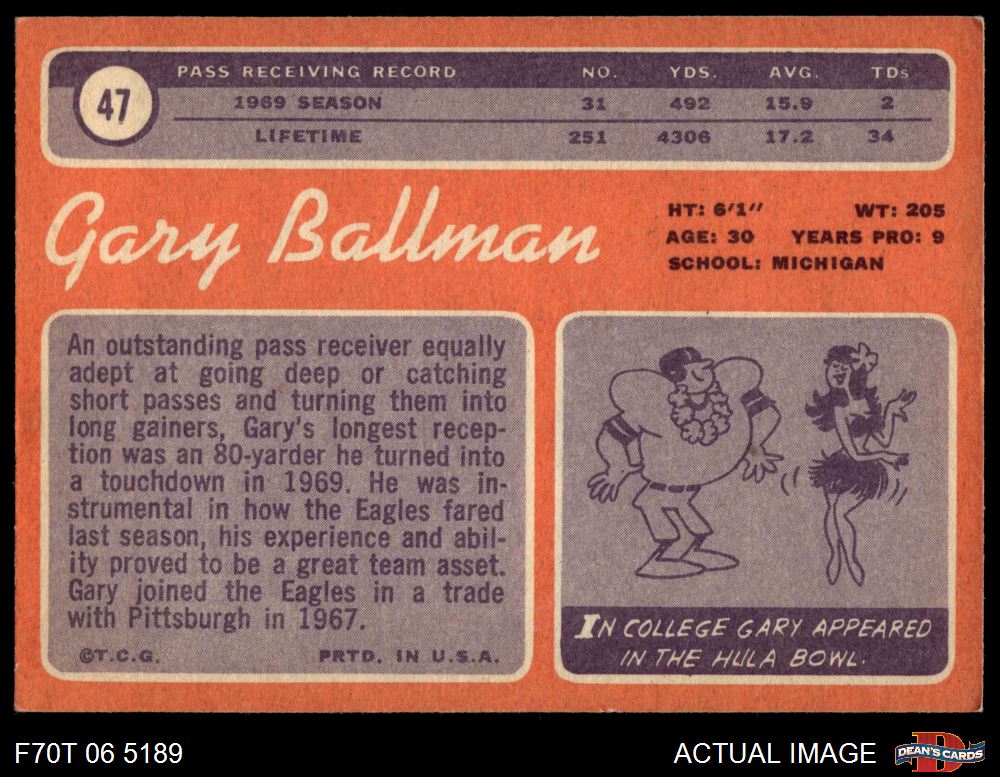 47
PASS RECEIVING RECORD NO. YDS. AVG. TDs
1969 SEASON 31 492 15.9 2
LIFETIME 251 4306 17.2 34
Gary Ballman
HT: 6'1" WT: 205
AGE: 30 YEARS PRO: 9
SCHOOL: MICHIGAN
An outstanding pass receiver equally
adept at going deep or catching
short passes and turning them into
long gainers, Gary's longest recep-
tion was an 80-yarder he turned into
a touchdown in 1969. He was in-
strumental in how the Eagles fared
last season, his experience and abil-
ity proved to be a great team asset.
Gary joined the Eagles in a trade
with Pittsburgh in 1967.
©T.C.G. PRTD. IN U.S.A.
IN COLLEGE GARY APPEARED
IN THE HULA BOWL.
F70T 06 5189
ACTUAL IMAGE
D
DEAN'S CARDS